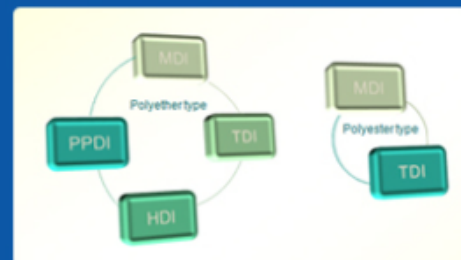 MDI
Polyethertype
PPDI
TDI
HDI
MDI
Polyestertype
TDI